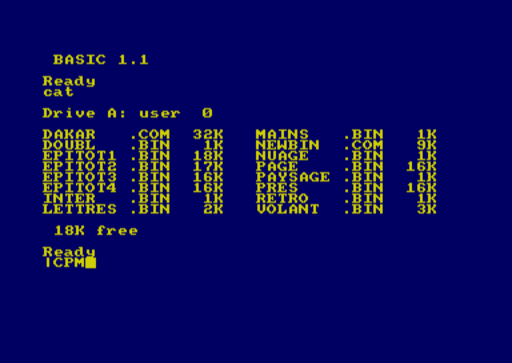 BASIC 1.1
Ready
cat
Drive A: user 0
DAKAR .COM 32K MAINS .BIN 1K
DOUBL .BIN 1K NEWBIN .COM 9K
EPITOT1 .BIN 18K NUAGE .BIN 1K
EPITOT2 .BIN 17K PAGE .BIN 16K
EPITOT3 .BIN 16K PAYSAGE .BIN 1K
EPITOT4 .BIN 16K PRES .BIN 16K
INTER .BIN 1K RETRO .BIN 1K
LETTRES .BIN 2K VOLANT .BIN 3K
18K free
Ready
|CPM